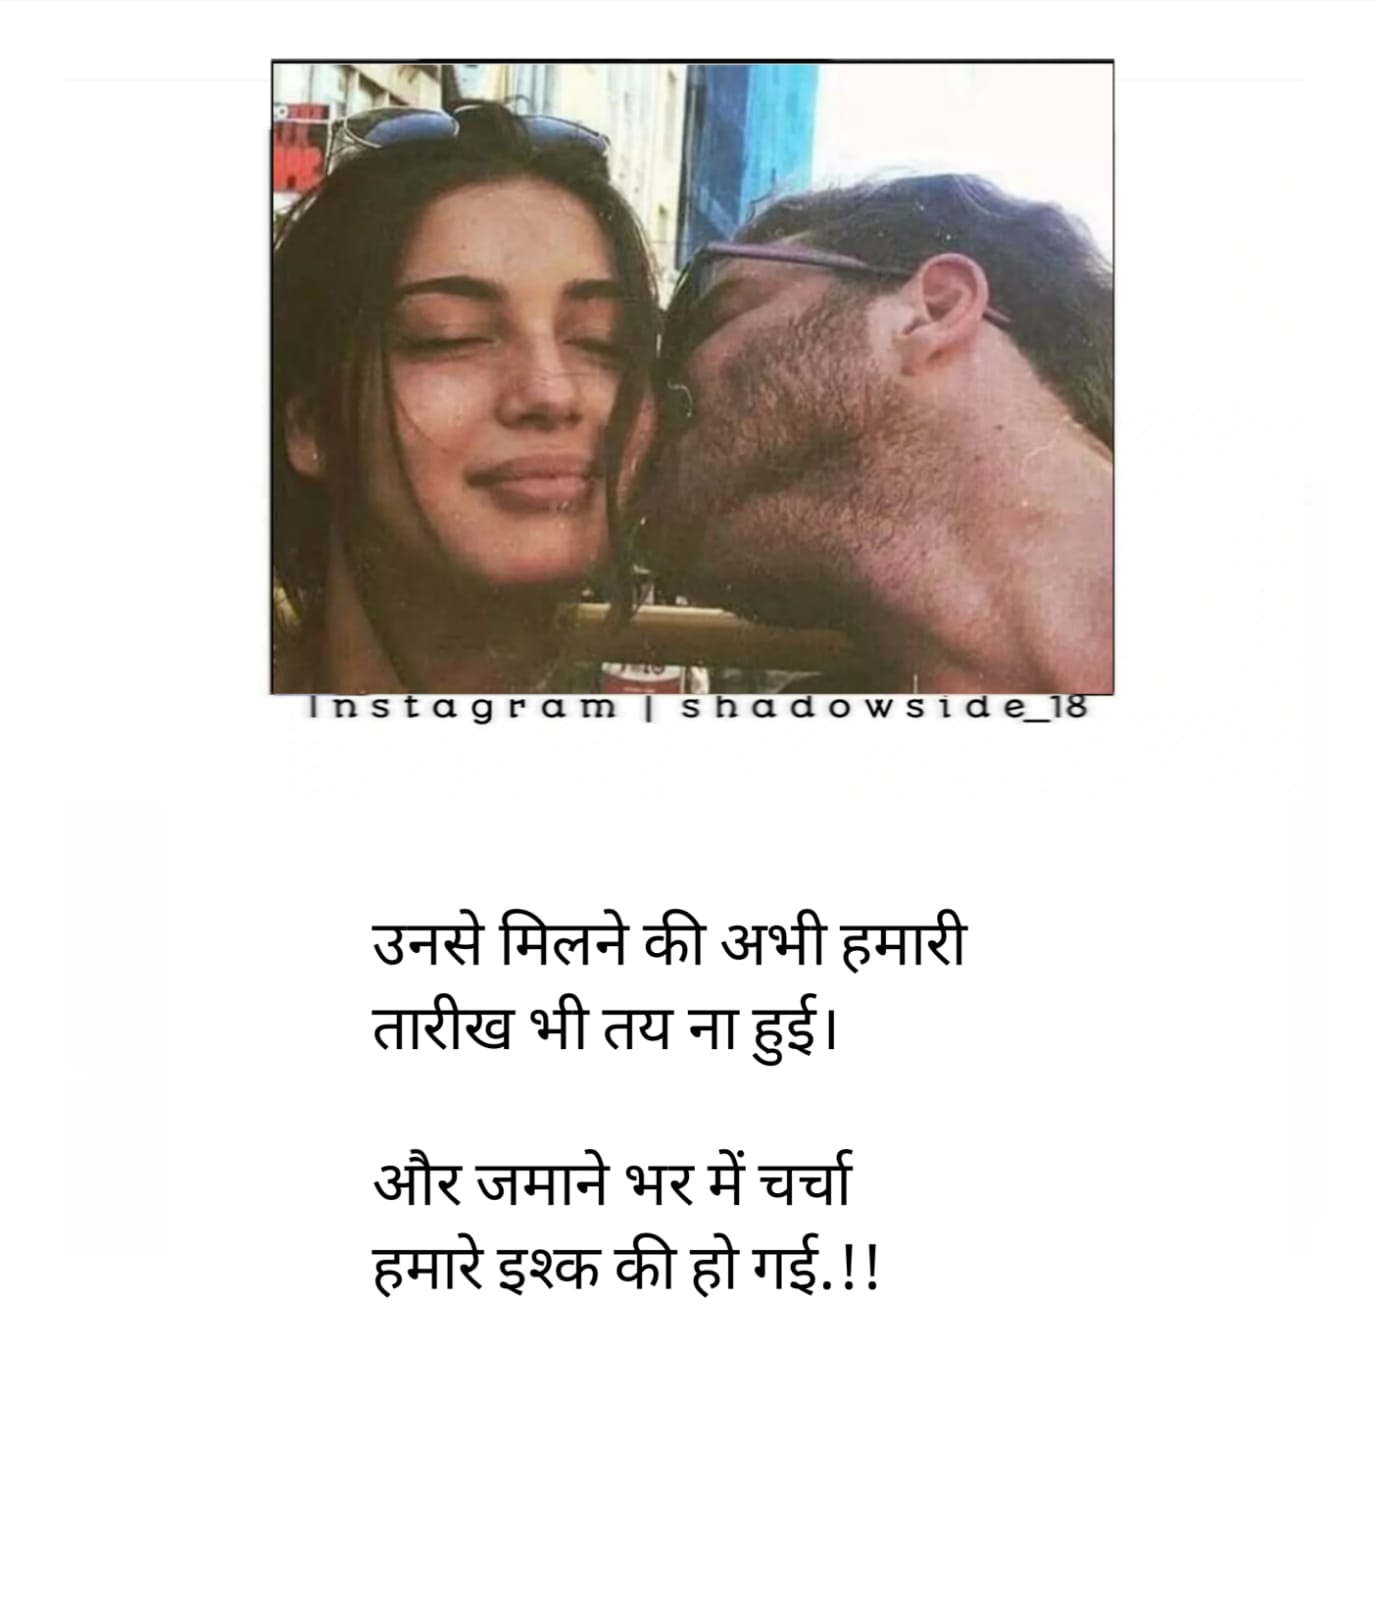 Instagram | shadowside_18
उनसे मिलने की अभी हमारी
तारीख भी तय ना हुई।
और जमाने भर में चर्चा
हमारे इश्क की हो गई.!!